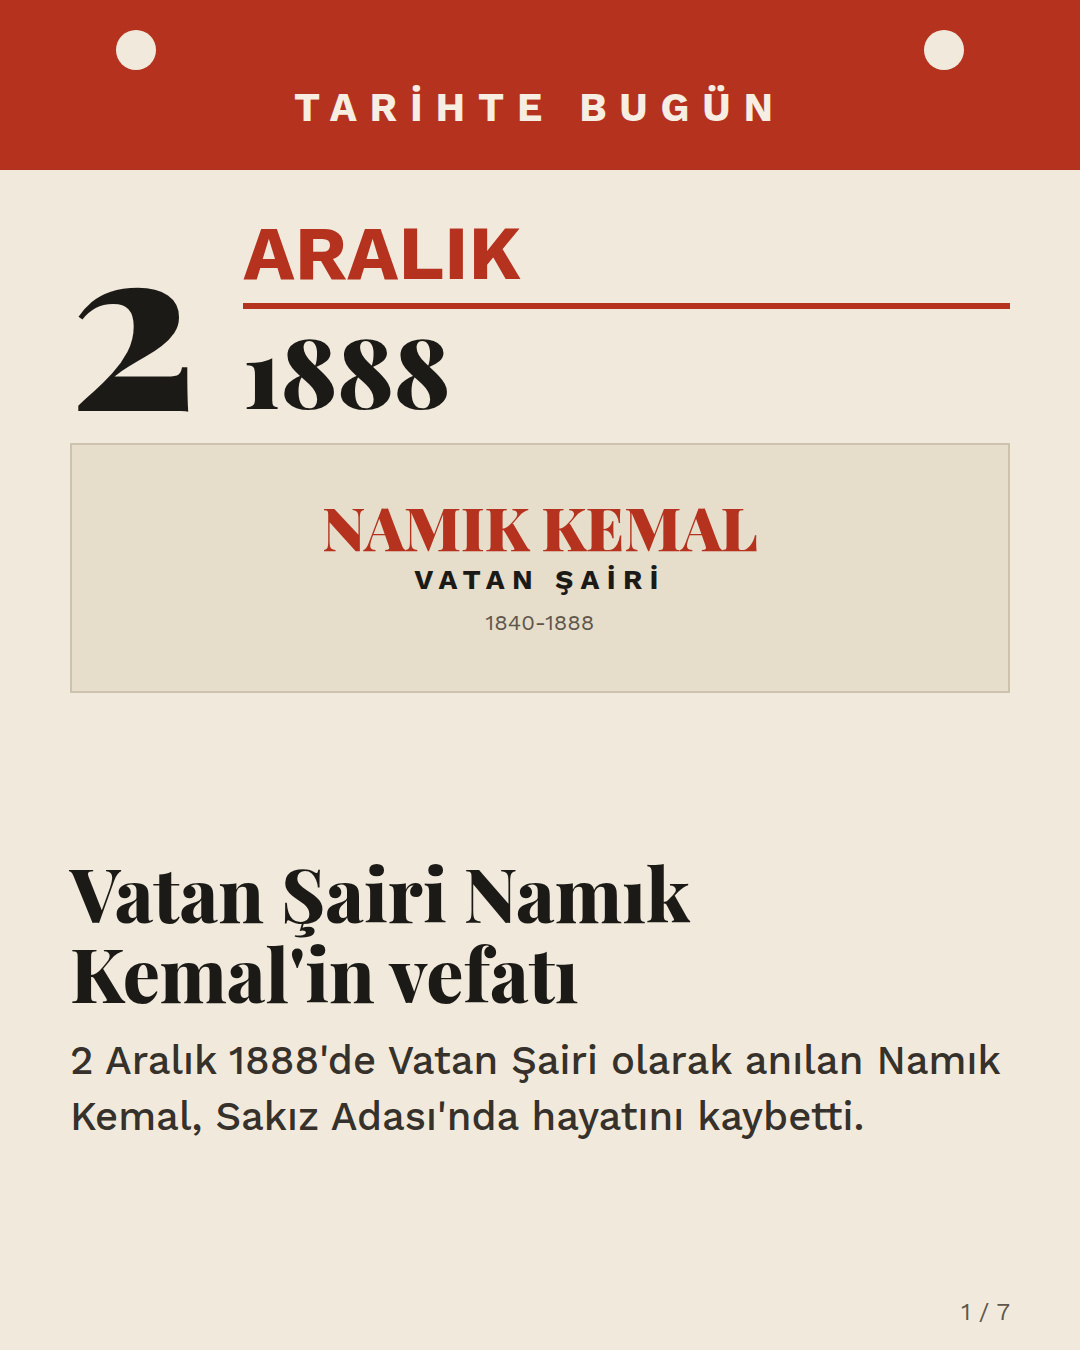 TARİHTE BUGÜN
2
ARALIK
1888
NAMIK KEMAL
VATAN ŞAİRİ
1840-1888
Vatan Şairi Namık
Kemal'in vefatı
2 Aralık 1888'de Vatan Şairi olarak anılan Namık
Kemal, Sakız Adası'nda hayatını kaybetti.
1 / 7